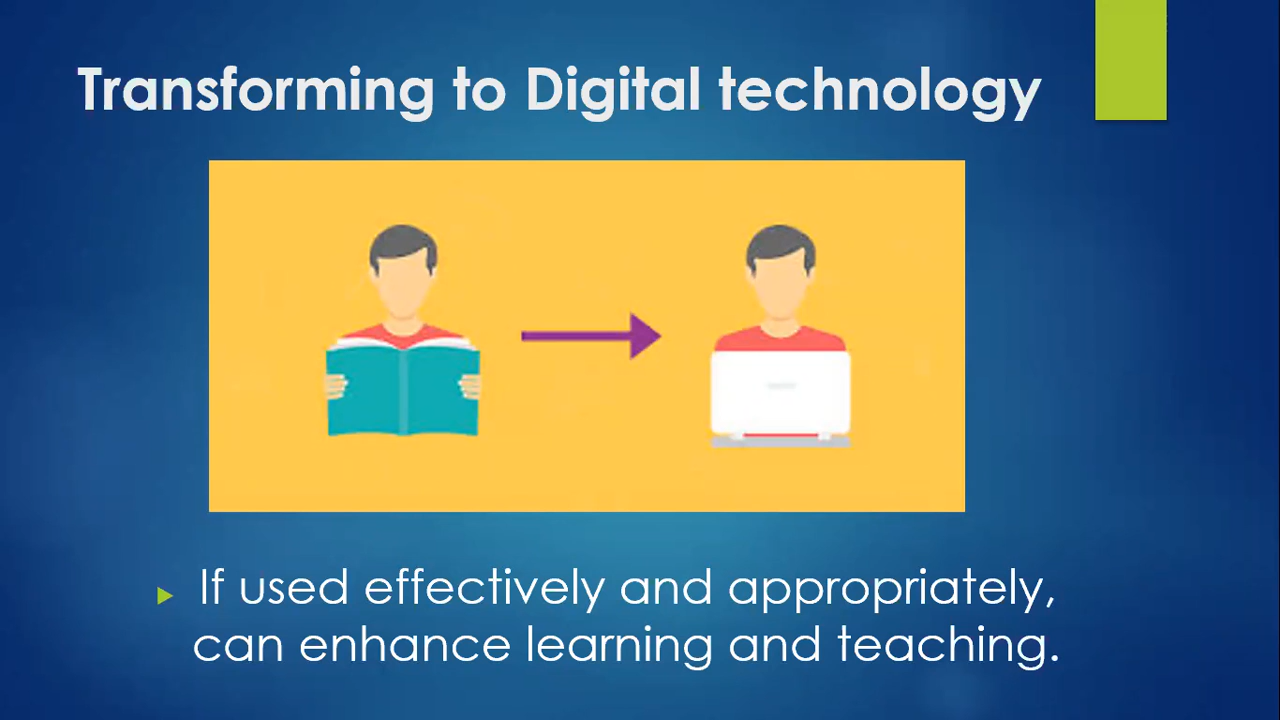 Transforming to Digital technology
If used effectively and appropriately,
can enhance learning and teaching.